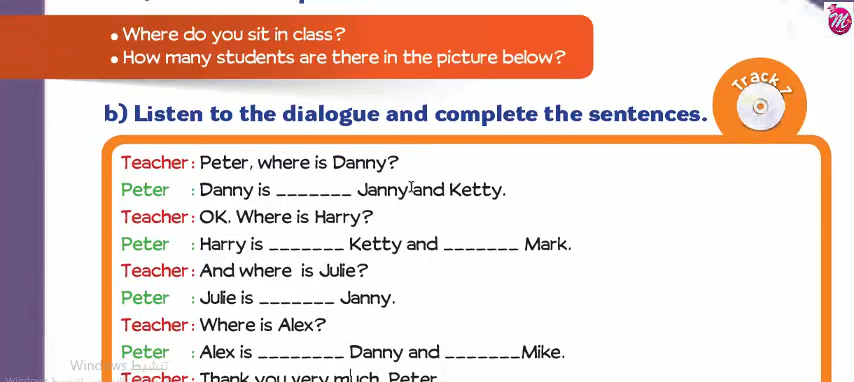 • Where do you sit in class?
• How many students are there in the picture below?
Track 7
b) Listen to the dialogue and complete the sentences.
Teacher : Peter, where is Danny?
Peter : Danny is _______ Janny and Ketty.
Teacher : OK. Where is Harry?
Peter : Harry is _______ Ketty and _______ Mark.
Teacher : And where is Julie?
Peter : Julie is _______ Janny.
Teacher : Where is Alex?
Peter : Alex is ________ Danny and _______Mike.
تنشيط Windows
Teacher : Thank you very much, Peter.